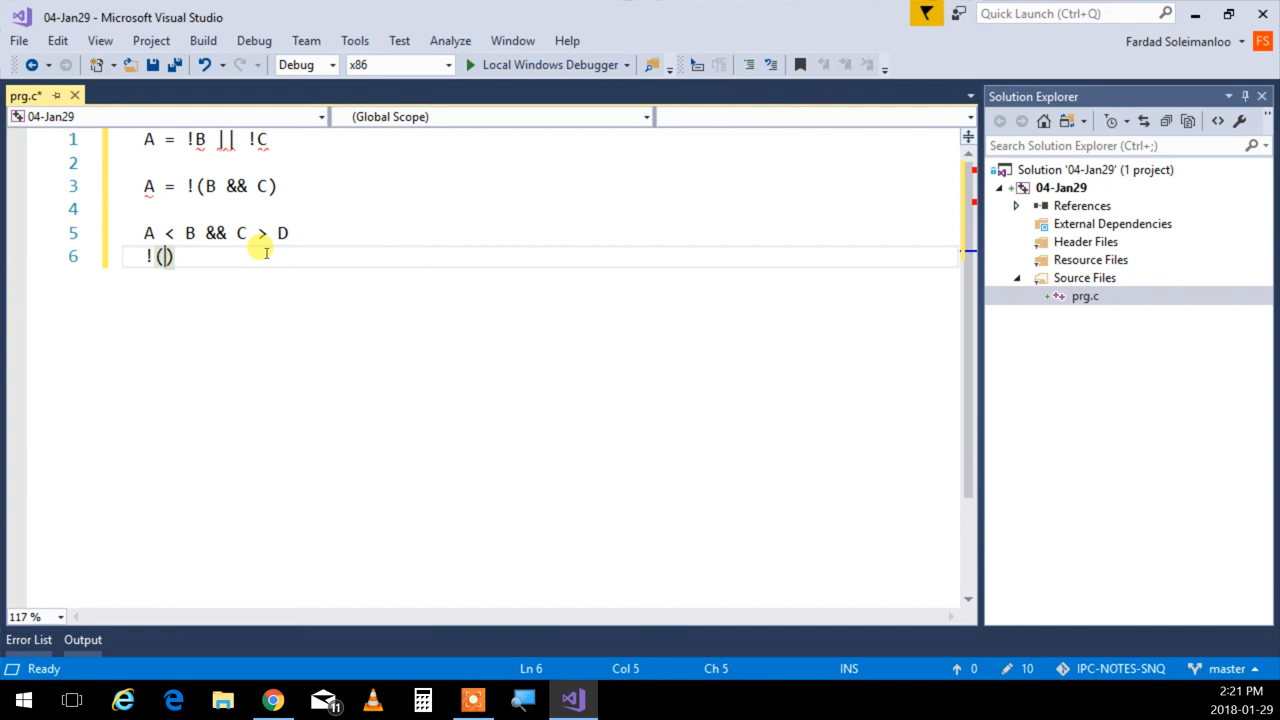 04-Jan29 - Microsoft Visual Studio
Quick Launch (Ctrl+Q)
File Edit View Project Build Debug Team Tools Test Analyze Window Help
Fardad Soleimanloo FS
Debug x86 Local Windows Debugger
prg.c*
Solution Explorer
04-Jan29 (Global Scope)
Search Solution Explorer (Ctrl+;)
1 A = !B || !C
2
3 A = !(B && C)
4
5 A < B && C > D
6 !()
Solution '04-Jan29' (1 project)
04-Jan29
References
External Dependencies
Header Files
Resource Files
Source Files
prg.c
117 %
Error List Output
Ready Ln 6 Col 5 Ch 5 INS 0 10 IPC-NOTES-SNQ master
11
2:21 PM
2018-01-29